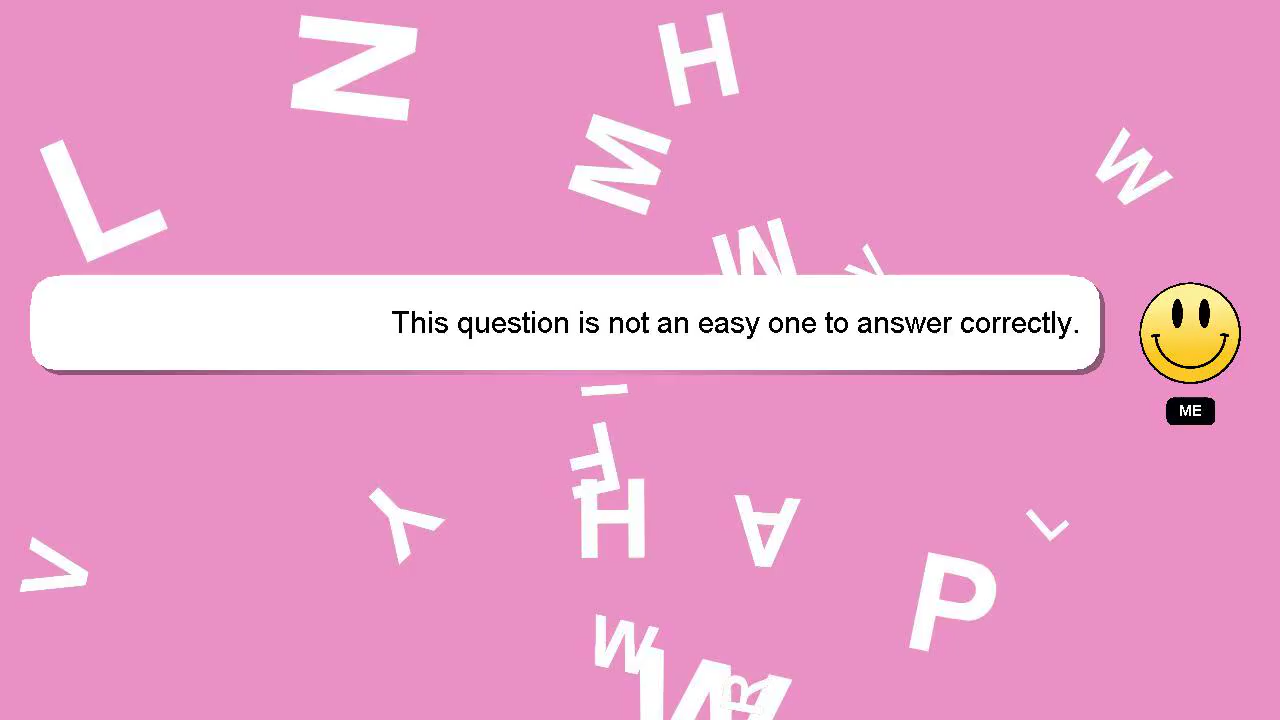 Z
H
M
L
W
W
V
This question is not an easy one to answer correctly.
ME
I
F
H
A
Y
L
V
P
W
W
B